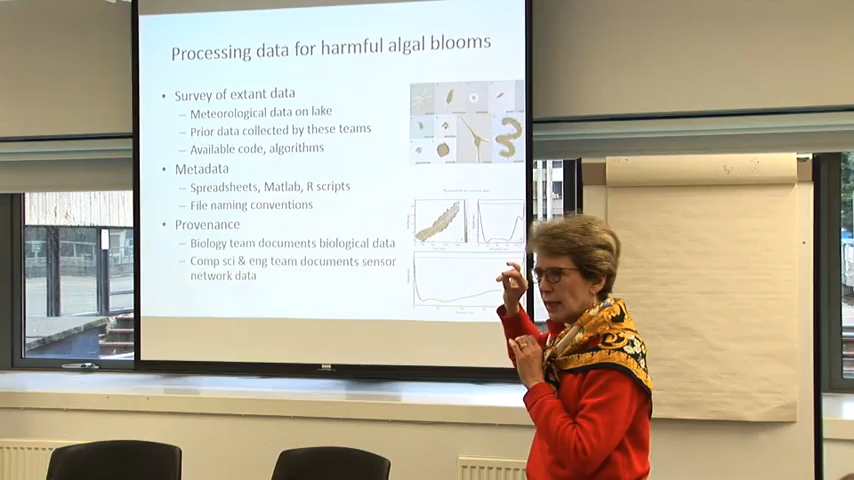 Processing data for harmful algal blooms
• Survey of extant data
– Meteorological data on lake
– Prior data collected by these teams
– Available code, algorithms
• Metadata
– Spreadsheets, Matlab, R scripts
– File naming conventions
• Provenance
– Biology team documents biological data
– Comp sci & eng team documents sensor
network data